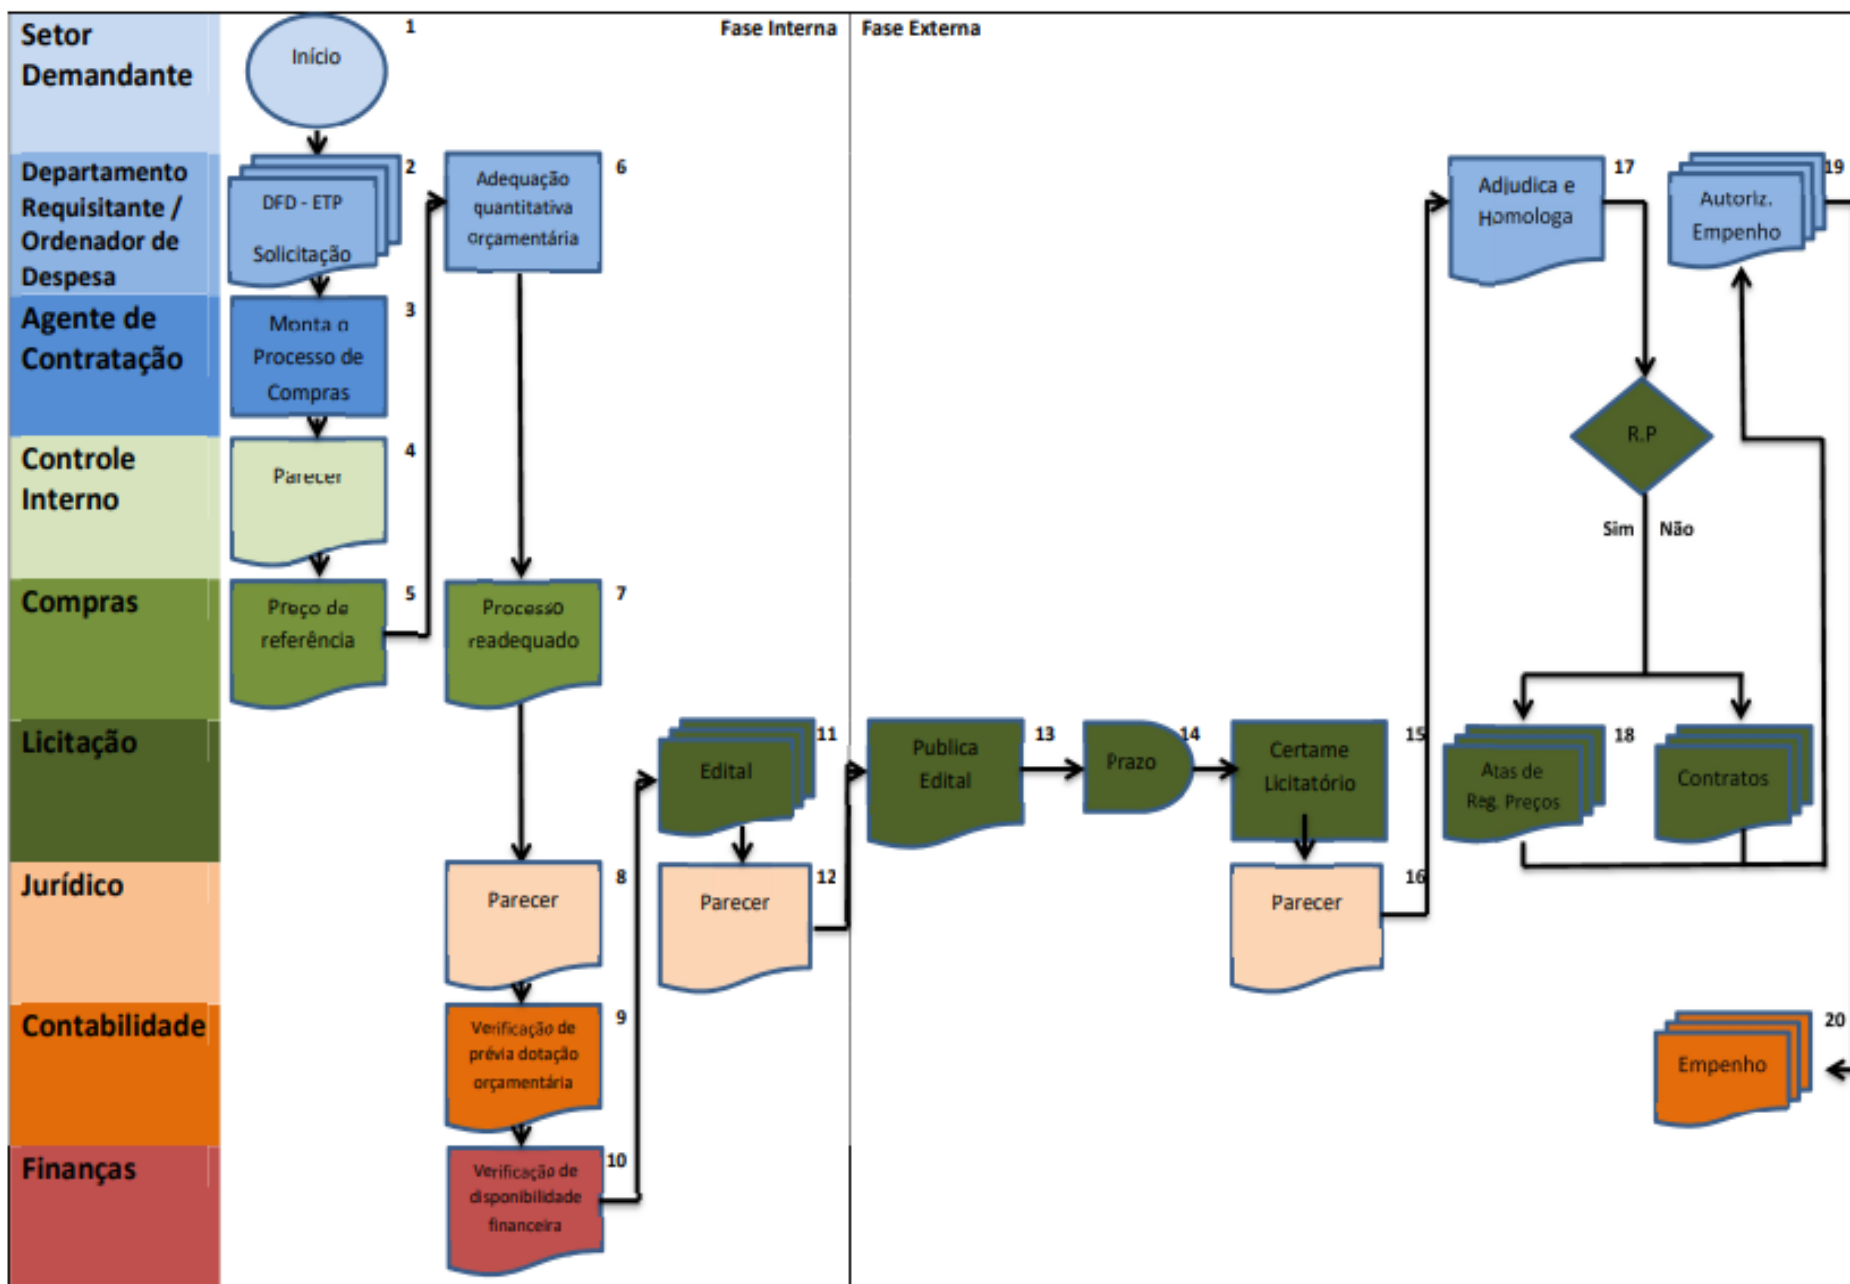 Setor
Demandante
1
Início
Fase Interna
Fase Externa
Departamento
Requisitante /
Ordenador de
Despesa
2
DFD - ETP
Solicitação
6
Adequação
quantitativa
orçamentária
17
Adjudica e
Homologa
19
Autoriz.
Empenho
Agente de
Contratação
3
Monta o
Processo de
Compras
R.P
Controle
Interno
4
Parecer
Sim
Não
Compras
5
Preço de
referência
7
Processo
readequado
Licitação
11
Edital
13
Publica
Edital
14
Prazo
15
Certame
Licitatório
18
Atas de
Reg. Preços
Contratos
Jurídico
8
Parecer
12
Parecer
16
Parecer
Contabilidade
9
Verificação de
prévia dotação
orçamentária
20
Empenho
Finanças
10
Verificação de
disponibilidade
financeira